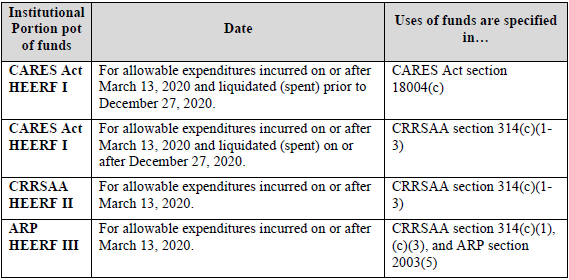 Institutional
Portion pot
of funds
Date
Uses of funds are specified
in…
CARES Act
HEERF I
For allowable expenditures incurred on or after
March 13, 2020 and liquidated (spent) prior to
December 27, 2020.
CARES Act section
18004(c)
CARES Act
HEERF I
For allowable expenditures incurred on or after
March 13, 2020 and liquidated (spent) on or
after December 27, 2020.
CRRSAA section 314(c)(1-
3)
CRRSAA
HEERF II
For allowable expenditures incurred on or after
March 13, 2020.
CRRSAA section 314(c)(1-
3)
ARP
HEERF III
For allowable expenditures incurred on or after
March 13, 2020.
CRRSAA section 314(c)(1),
(c)(3), and ARP section
2003(5)